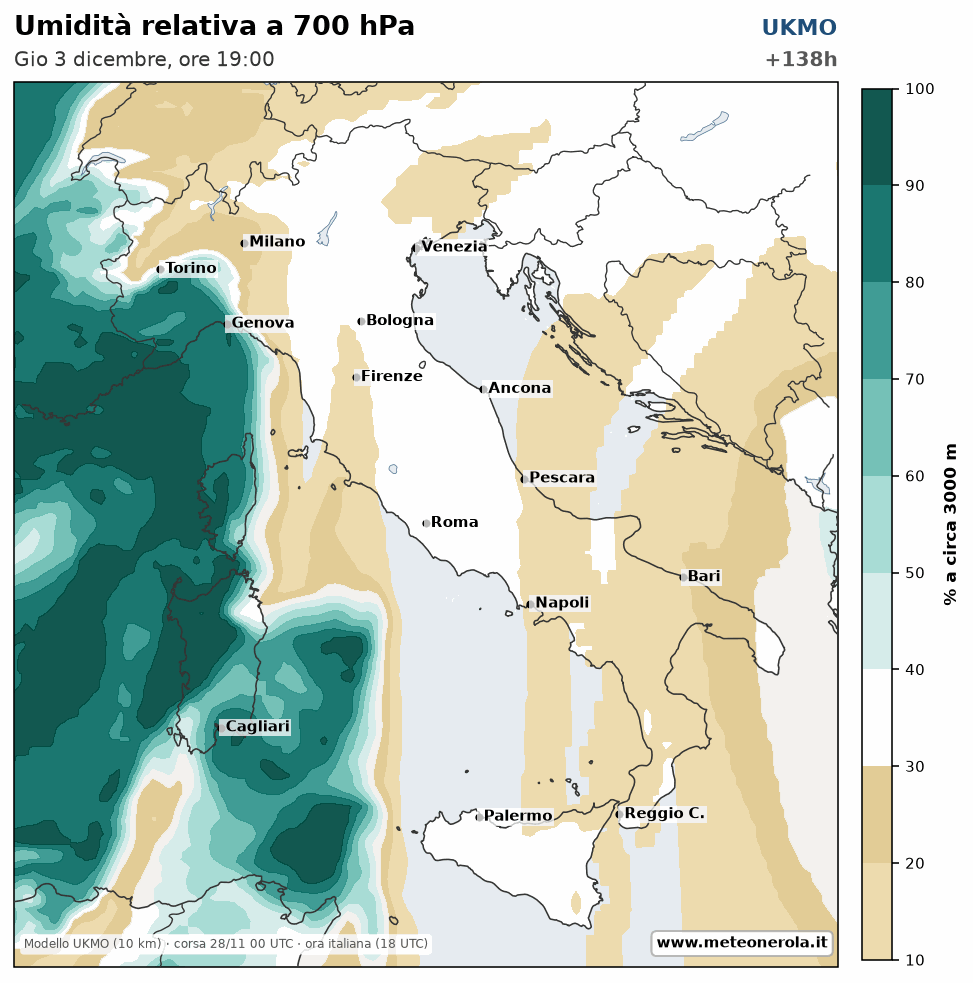 Umidità relativa a 700 hPa
UKMO
Gio 3 dicembre, ore 19:00
+138h
100
90
80
70
60
50
40
30
20
10
% a circa 3000 m
Milano
Venezia
Torino
Genova
Bologna
Firenze
Ancona
Pescara
Roma
Bari
Napoli
Cagliari
Palermo
Reggio C.
Modello UKMO (10 km) · corsa 28/11 00 UTC · ora italiana (18 UTC)
www.meteonerola.it